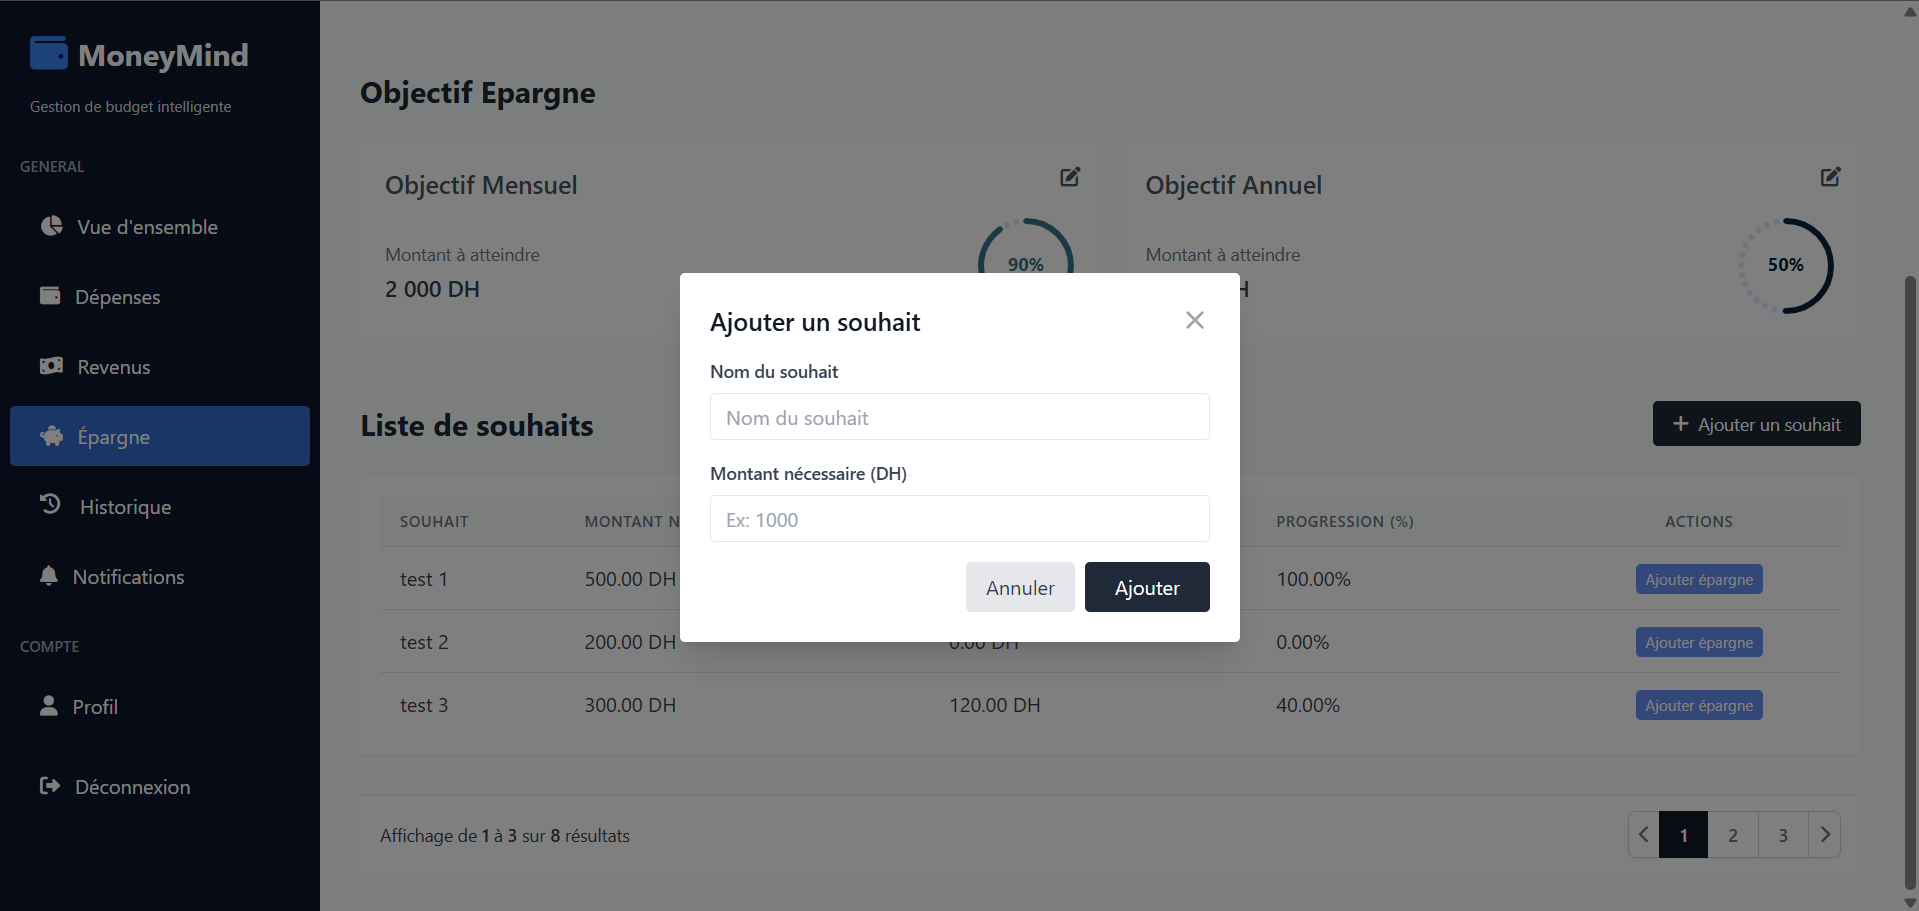 MoneyMind
Gestion de budget intelligente
GENERAL
Vue d'ensemble
Dépenses
Revenus
Épargne
Historique
Notifications
COMPTE
Profil
Déconnexion
Objectif Epargne
Objectif Mensuel
Montant à atteindre
2 000 DH
90%
Objectif Annuel
Montant à atteindre
50%
Ajouter un souhait
Nom du souhait
Nom du souhait
Montant nécessaire (DH)
Ex: 1000
Annuler Ajouter
Liste de souhaits
Ajouter un souhait
SOUHAIT MONTANT PROGRESSION (%) ACTIONS
test 1 500.00 DH 100.00% Ajouter épargne
test 2 200.00 DH 0.00 DH 0.00% Ajouter épargne
test 3 300.00 DH 120.00 DH 40.00% Ajouter épargne
Affichage de 1 à 3 sur 8 résultats
1 2 3